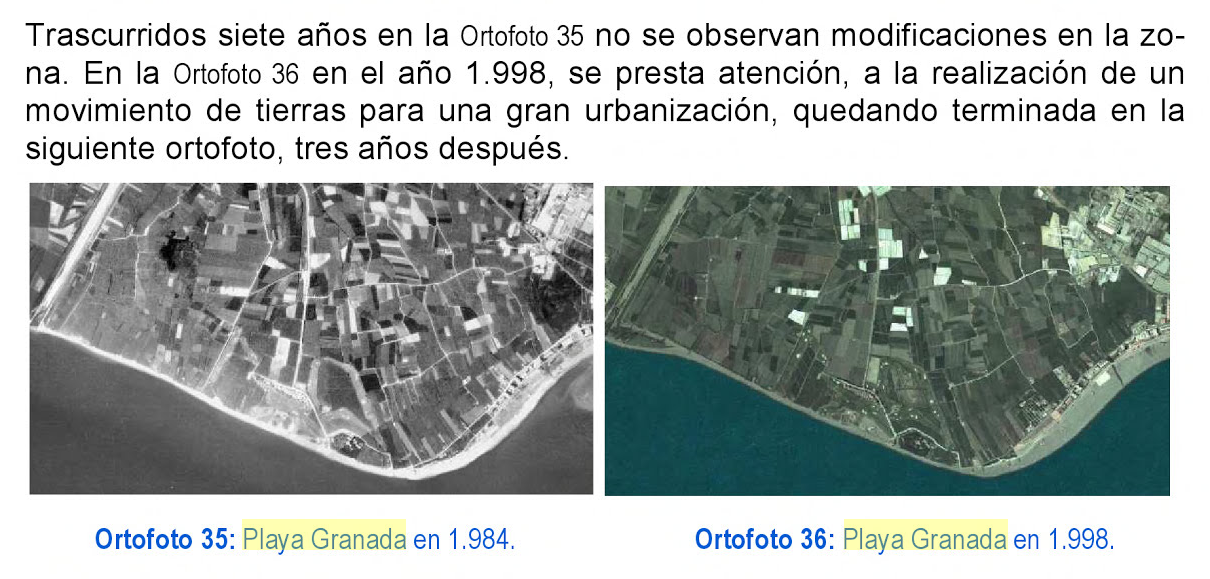 Trascurridos siete años en la Ortofoto 35 no se observan modificaciones en la zo-
na. En la Ortofoto 36 en el año 1.998, se presta atención, a la realización de un
movimiento de tierras para una gran urbanización, quedando terminada en la
siguiente ortofoto, tres años después.
Ortofoto 35: Playa Granada en 1.984.
Ortofoto 36: Playa Granada en 1.998.